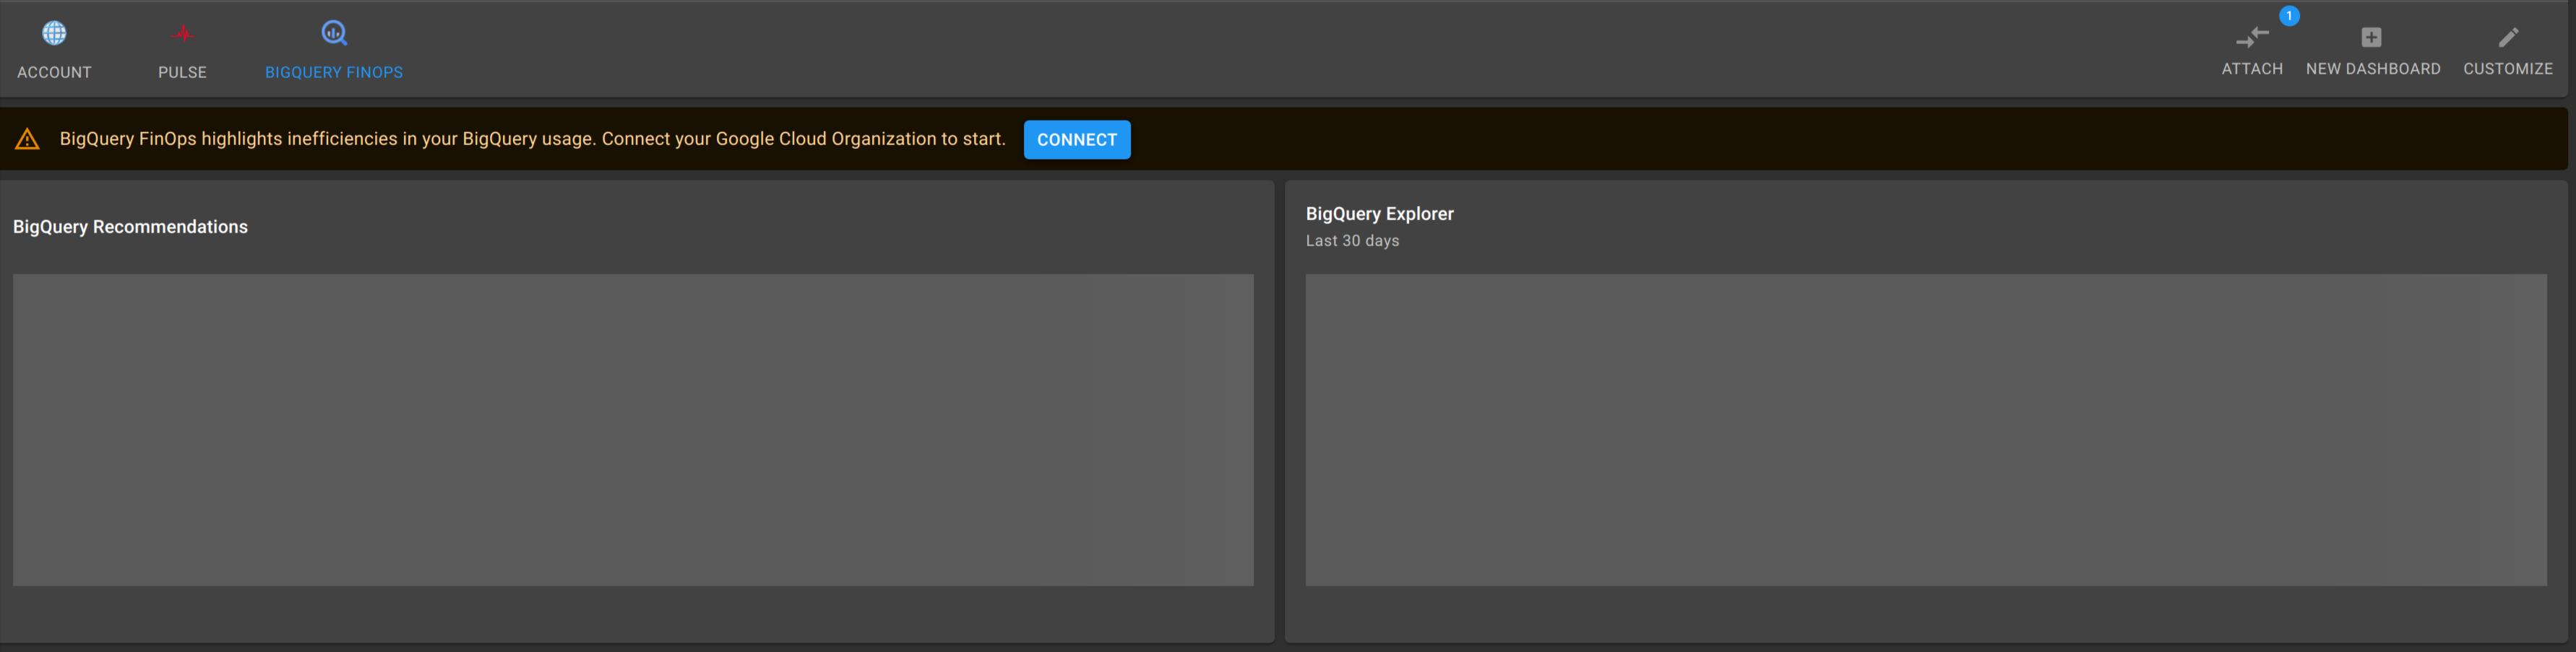 ACCOUNT
PULSE
BIGQUERY FINOPS
1
ATTACH
NEW DASHBOARD
CUSTOMIZE
BigQuery FinOps highlights inefficiencies in your BigQuery usage. Connect your Google Cloud Organization to start.
CONNECT
BigQuery Recommendations
BigQuery Explorer
Last 30 days